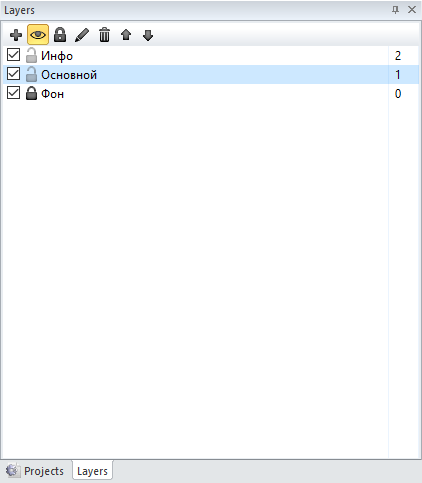 Layers
Инфо 2
Основной 1
Фон 0
Projects Layers